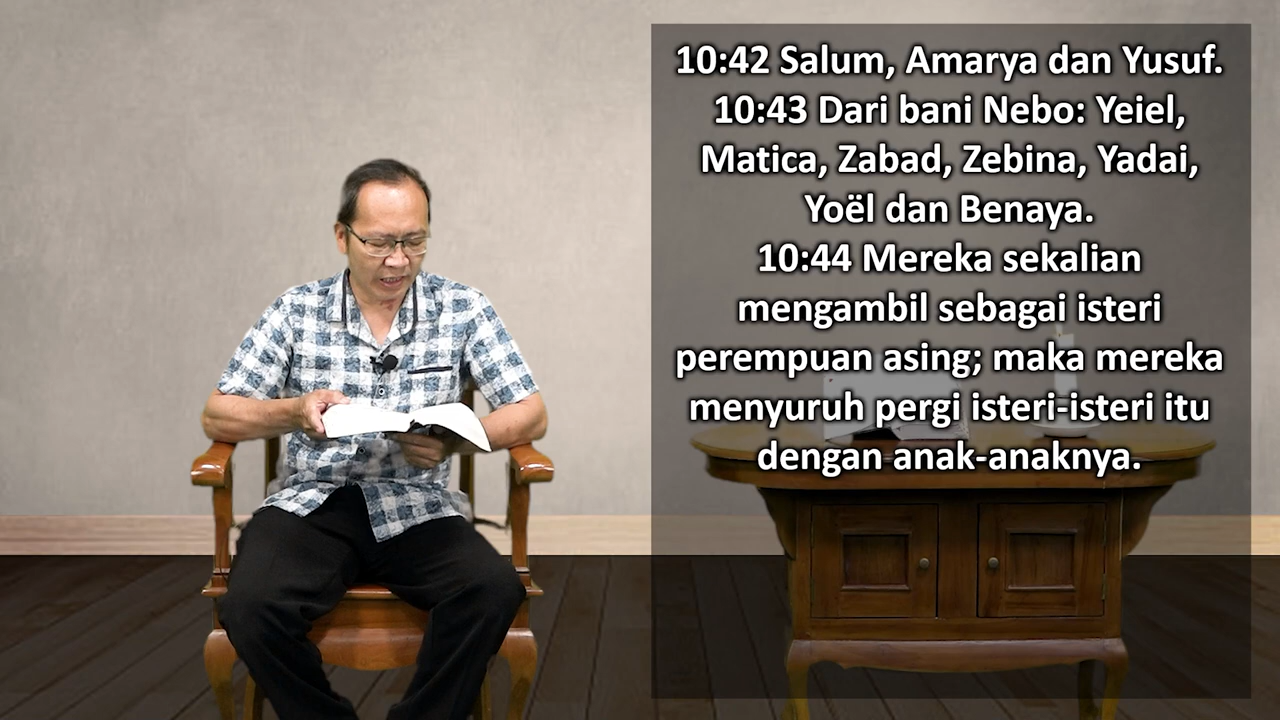 10:42 Salum, Amarya dan Yusuf.
10:43 Dari bani Nebo: Yeiel,
Matica, Zabad, Zebina, Yadai,
Yoël dan Benaya.
10:44 Mereka sekalian
mengambil sebagai isteri
perempuan asing; maka mereka
menyuruh pergi isteri-isteri itu
dengan anak-anaknya.